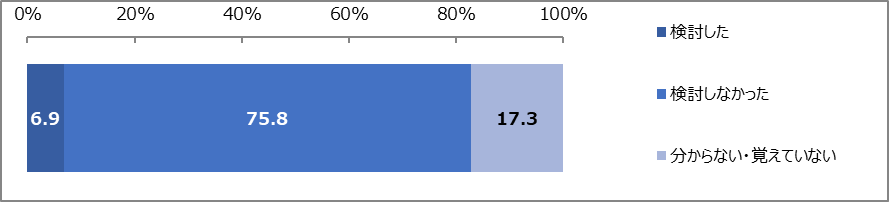 0% 20% 40% 60% 80% 100%
検討した
6.9 75.8 17.3
検討しなかった
分からない・覚えていない